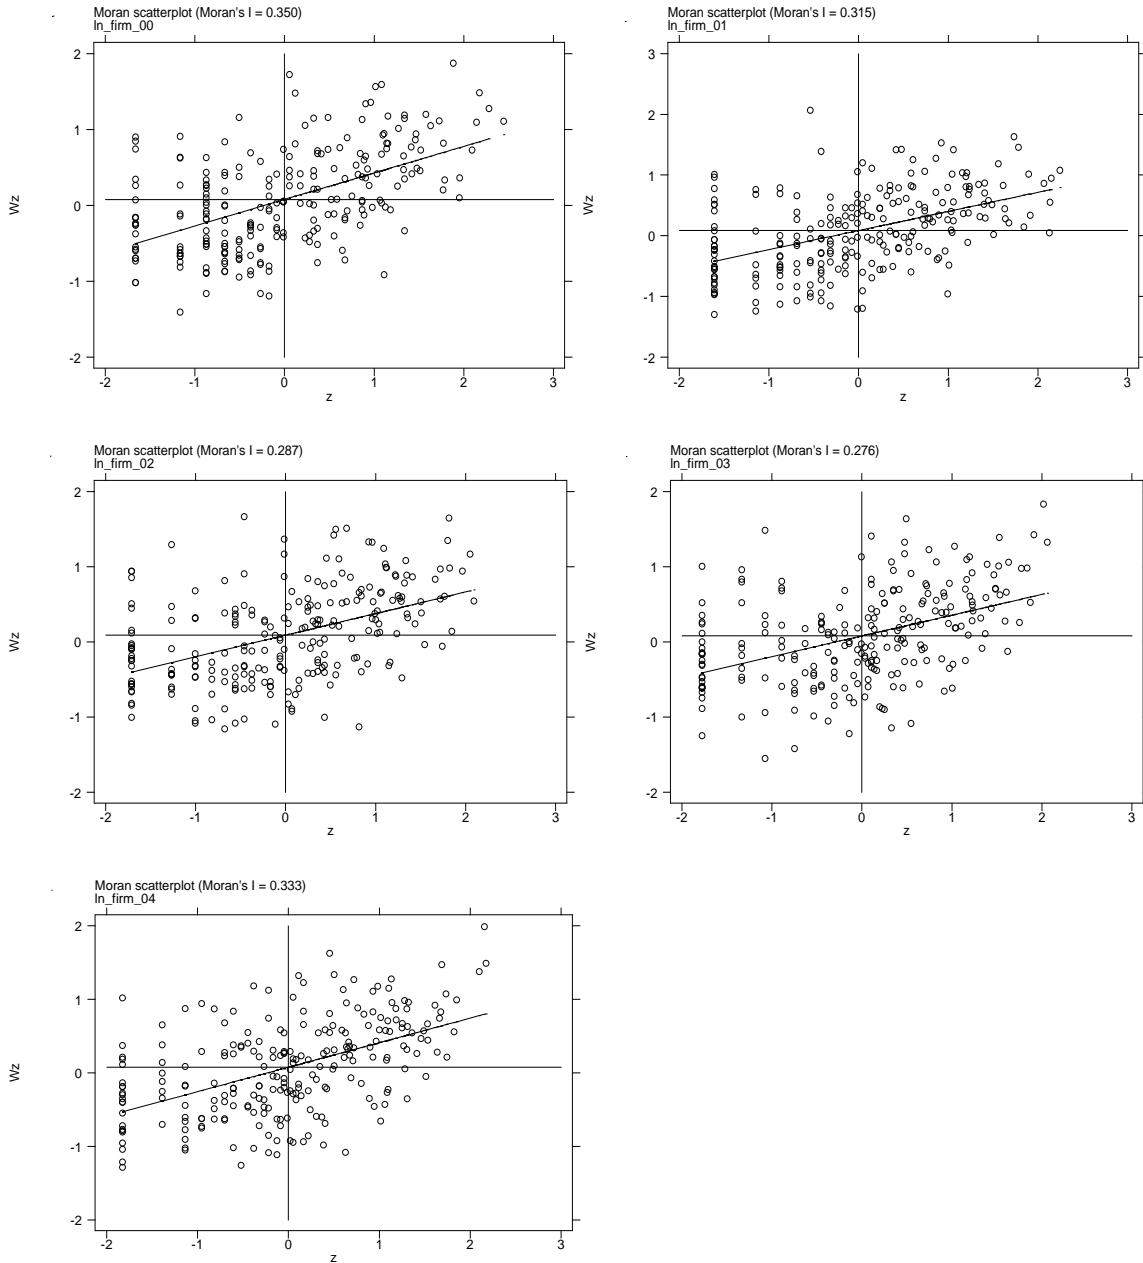 Moran scatterplot (Moran's I = 0.350)
ln_firm_00
Wz
2
1
0
-1
-2
-2 -1 0 1 2 3
z
Moran scatterplot (Moran's I = 0.315)
ln_firm_01
Wz
3
2
1
0
-1
-2
-2 -1 0 1 2 3
z
Moran scatterplot (Moran's I = 0.287)
ln_firm_02
Wz
2
1
0
-1
-2
-2 -1 0 1 2 3
z
Moran scatterplot (Moran's I = 0.276)
ln_firm_03
Wz
2
1
0
-1
-2
-2 -1 0 1 2 3
z
Moran scatterplot (Moran's I = 0.333)
ln_firm_04
Wz
2
1
0
-1
-2
-2 -1 0 1 2 3
z